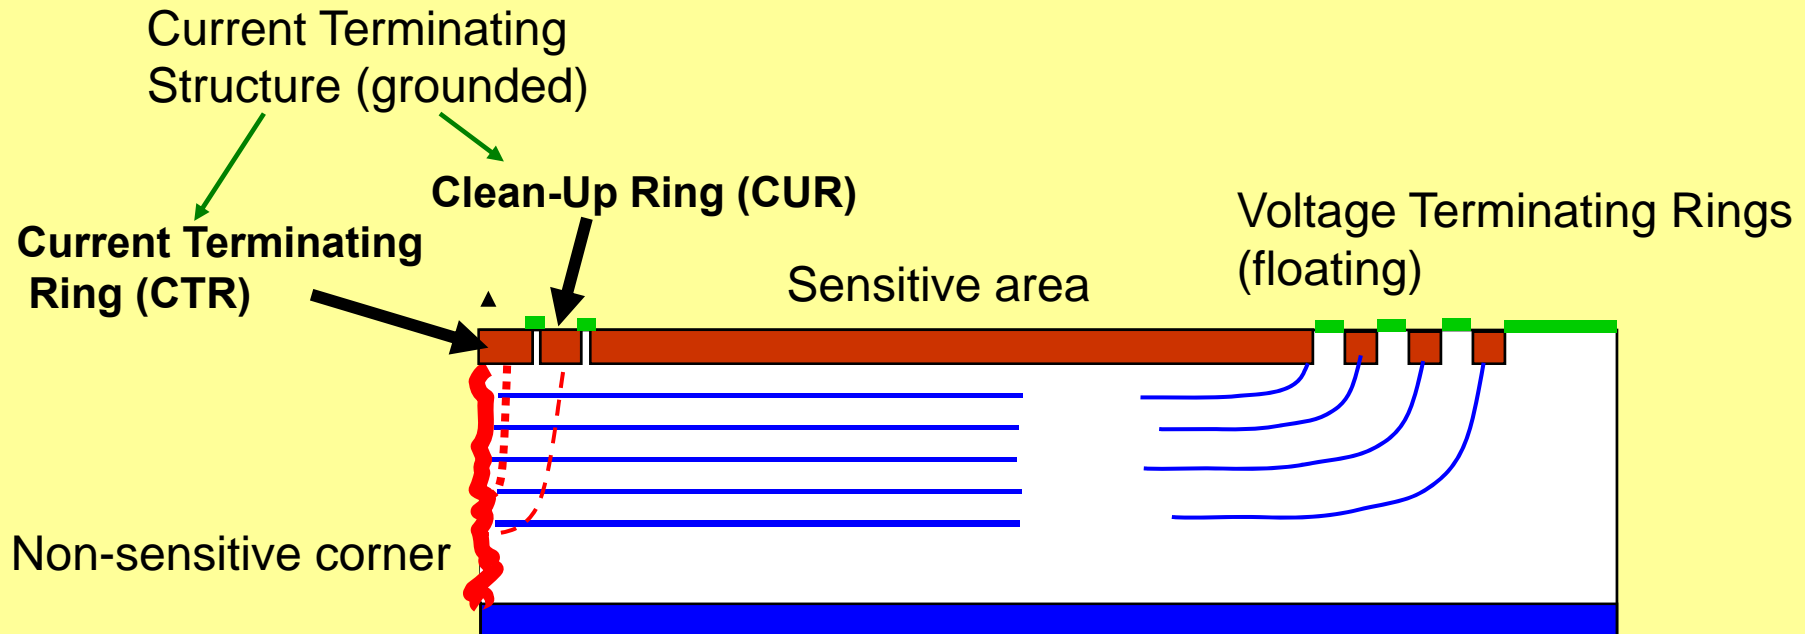 Current Terminating
Structure (grounded)
Clean-Up Ring (CUR)
Current Terminating
Ring (CTR)
Sensitive area
Voltage Terminating Rings
(floating)
Non-sensitive corner